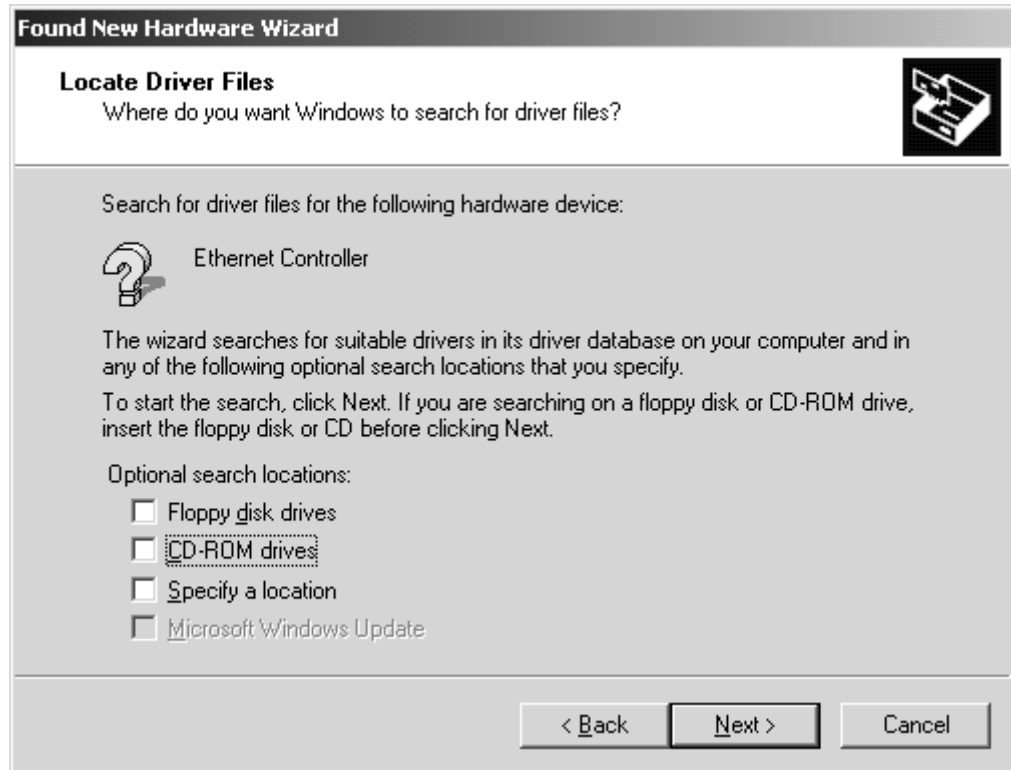 Found New Hardware Wizard
Locate Driver Files
Where do you want Windows to search for driver files?
Search for driver files for the following hardware device:
Ethernet Controller
The wizard searches for suitable drivers in its driver database on your computer and in
any of the following optional search locations that you specify.
To start the search, click Next. If you are searching on a floppy disk or CD-ROM drive,
insert the floppy disk or CD before clicking Next.
Optional search locations:
Floppy disk drives
CD-ROM drives
Specify a location
Microsoft Windows Update
< Back Next > Cancel